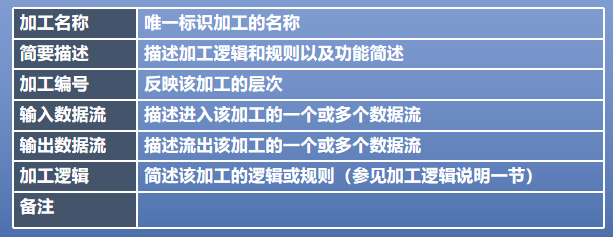 加工名称 唯一标识加工的名称
简要描述 描述加工逻辑和规则以及功能简述
加工编号 反映该加工的层次
输入数据流 描述进入该加工的一个或多个数据流
输出数据流 描述流出该加工的一个或多个数据流
加工逻辑 简述该加工的逻辑或规则（参见加工逻辑说明一节）
备注